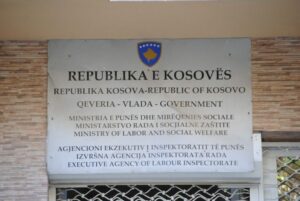 REPUBLIKA E KOSOVËS
REPUBLIKA KOSOVA-REPUBLIC OF KOSOVO
QEVERIA - VLADA - GOVERNMENT
MINISTRIA E PUNËS DHE MIRËQENIES SOCIALE
MINISTARSTVO RADA I SOCIJALNE ZAŠTITE
MINISTRY OF LABOR AND SOCIAL WELFARE
AGJENCIONI EKZEKUTIV I INSPEKTORATIT TË PUNËS
IZVRŠNA AGENCIJA INSPEKTORATA RADA
EXECUTIVE AGENCY OF LABOUR INSPECTORATE